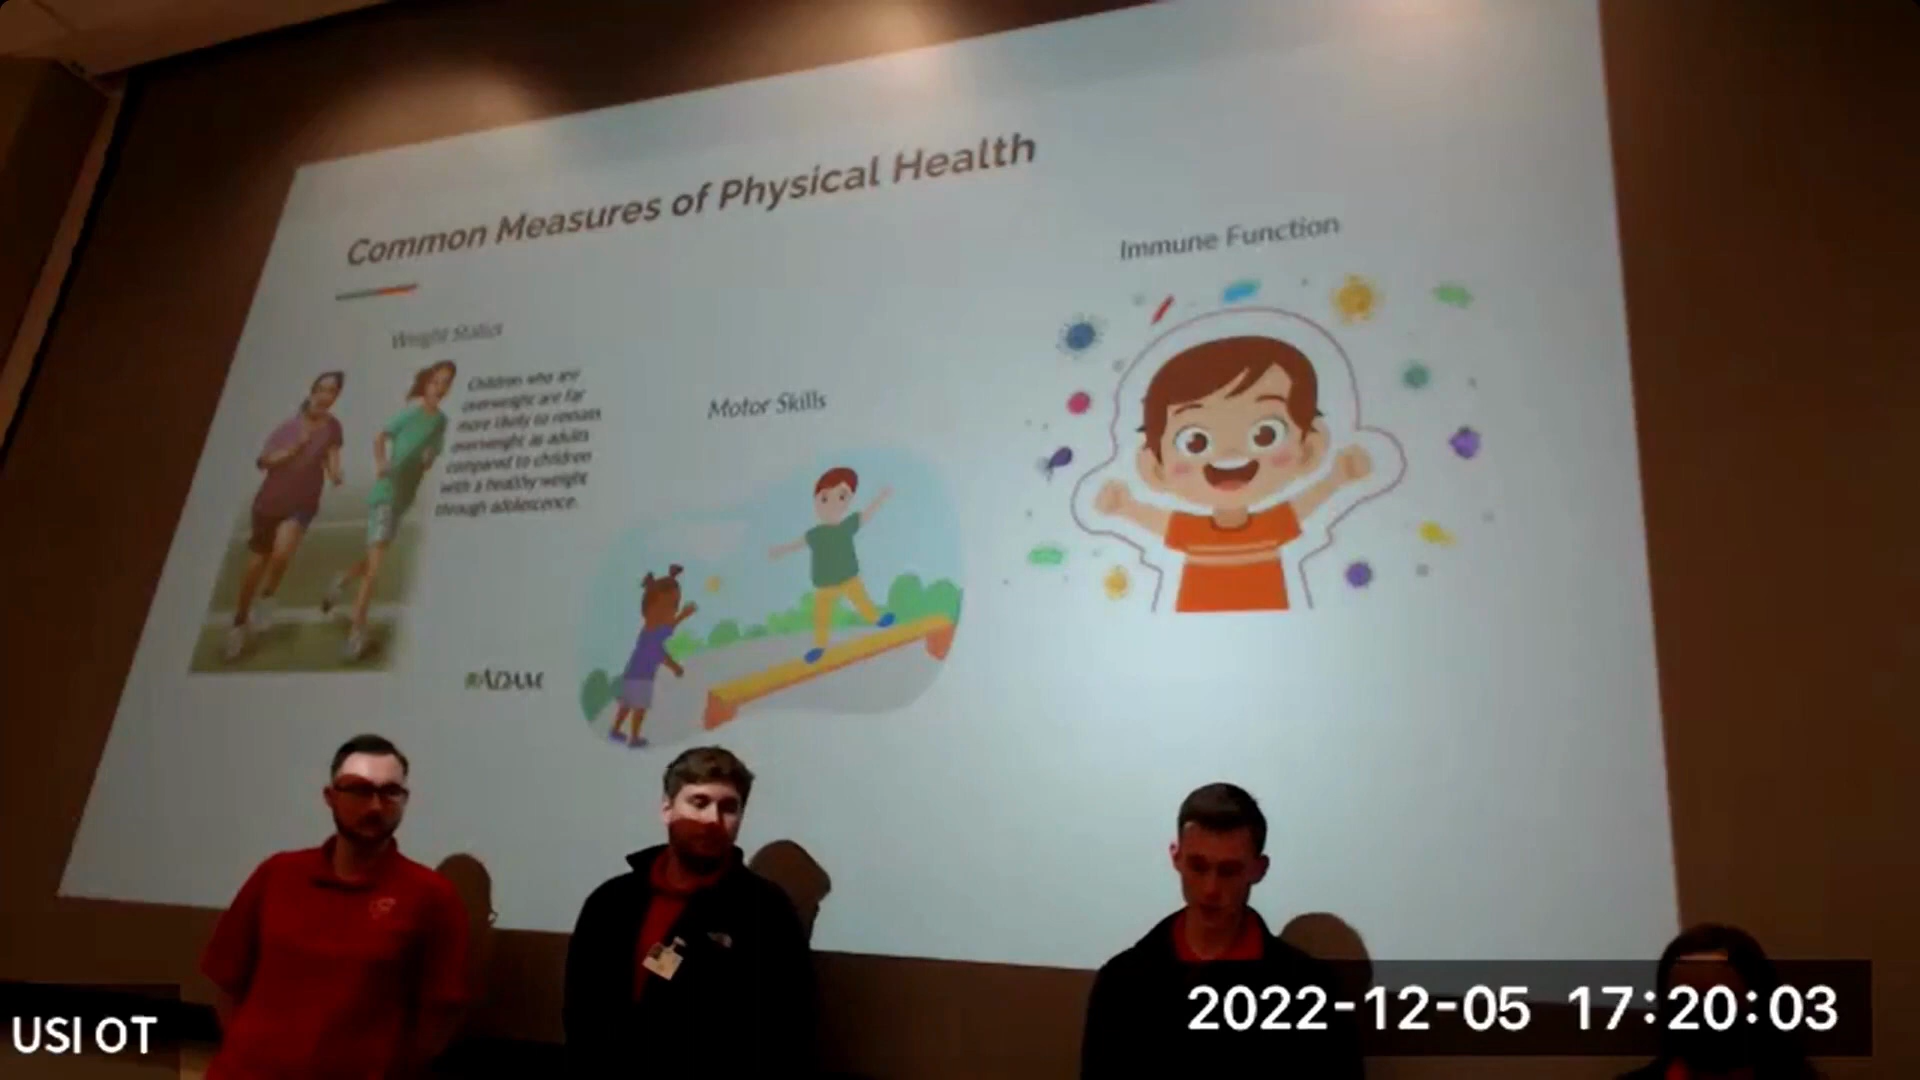 Common Measures of Physical Health
Immune Function
Weight Status
Children who are
overweight are far
more likely to remain
overweight as adults
compared to children
with a healthy weight
through adolescence.
Motor Skills
ADAM
USI OT
2022-12-05 17:20:03